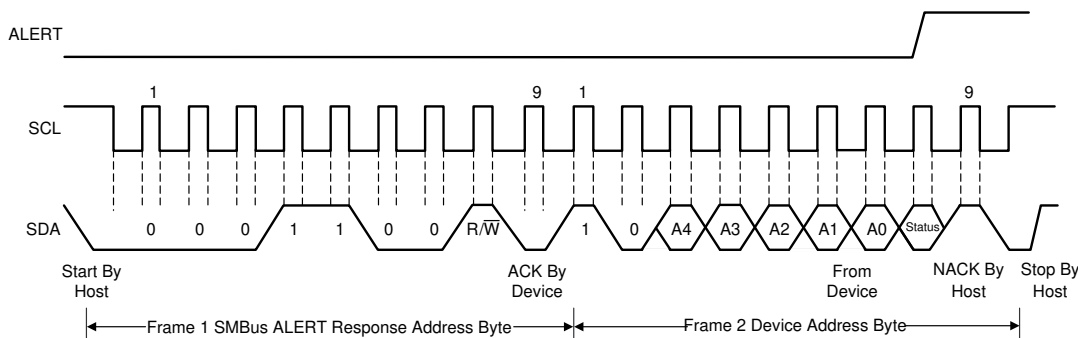 ALERT
1 9 1 9
SCL
SDA
0 0 0 1 1 0 0 R/W̅ 1 0 A4 A3 A2 A1 A0 Status
Start By
Host
ACK By
Device
From
Device
NACK By
Host
Stop By
Host
Frame 1 SMBus ALERT Response Address Byte
Frame 2 Device Address Byte